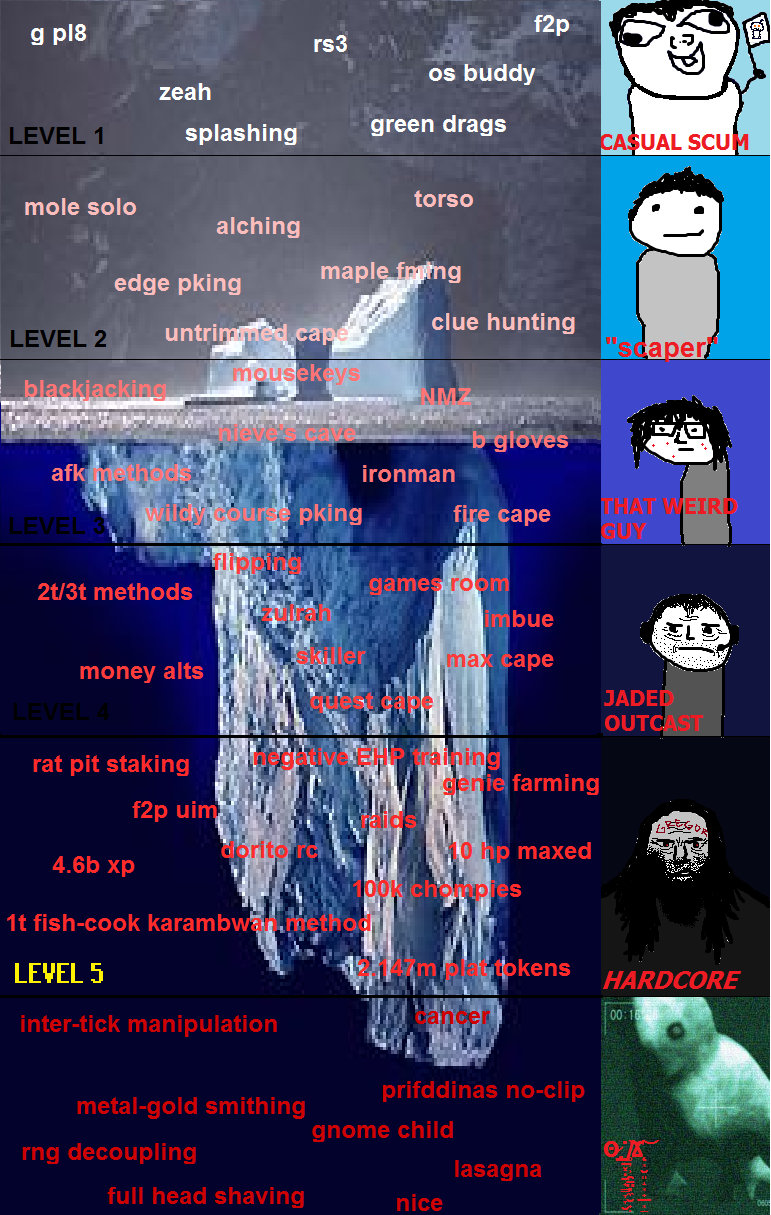 g pl8
f2p
rs3
os buddy
zeah
splashing
green drags
LEVEL 1
CASUAL SCUM
mole solo
torso
alching
maple fming
edge pking
untrimmed cape
clue hunting
LEVEL 2
"scaper"
mousekeys
blackjacking
NMZ
nieve's cave
b gloves
afk methods
ironman
wildy course pking
fire cape
LEVEL 3
THAT WEIRD
GUY
flipping
2t/3t methods
games room
zulrah
imbue
skiller
max cape
money alts
quest cape
LEVEL 4
JADED
OUTCAST
negative EHP training
rat pit staking
genie farming
f2p uim
raids
dorito rc
10 hp maxed
4.6b xp
100k chompies
1t fish-cook karambwan method
2.147m plat tokens
LEVEL 5
GREGOR
HARDCORE
cancer
inter-tick manipulation
prifddinas no-clip
metal-gold smithing
gnome child
rng decoupling
lasagna
full head shaving
nice